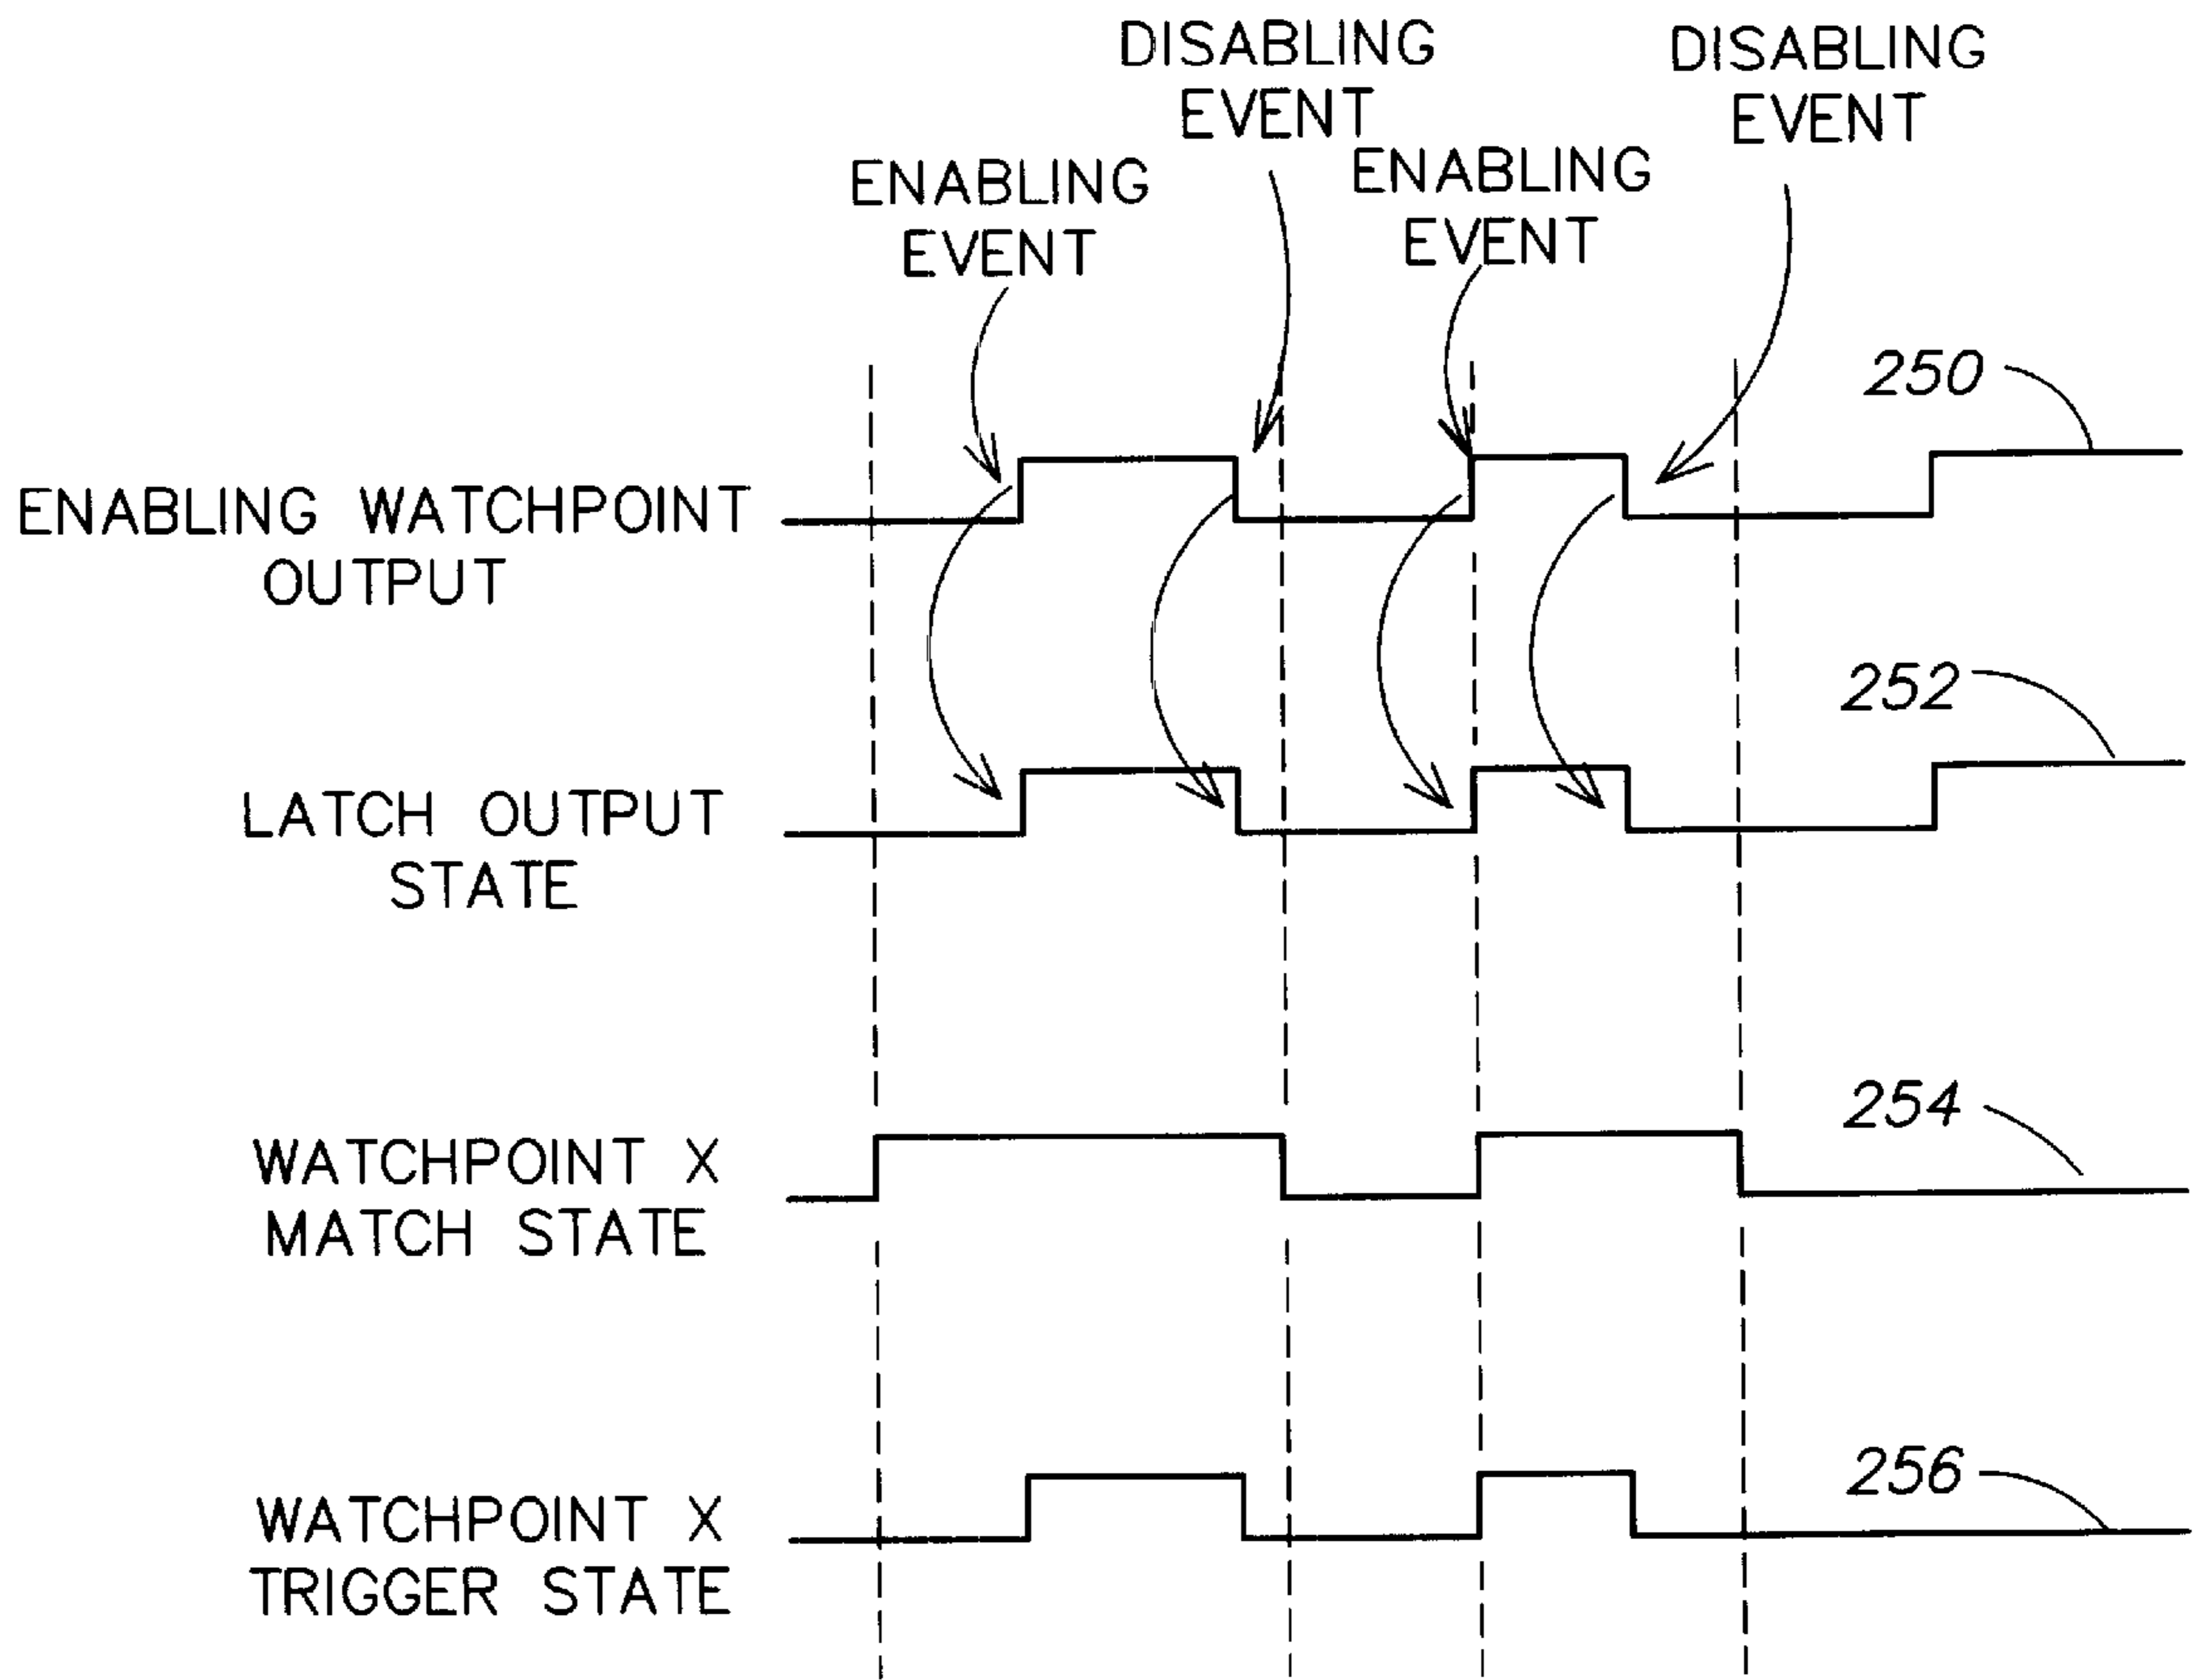 DISABLING
EVENT
DISABLING
EVENT
ENABLING
EVENT
ENABLING
EVENT
250
ENABLING WATCHPOINT
OUTPUT
252
LATCH OUTPUT
STATE
254
WATCHPOINT X
MATCH STATE
256
WATCHPOINT X
TRIGGER STATE